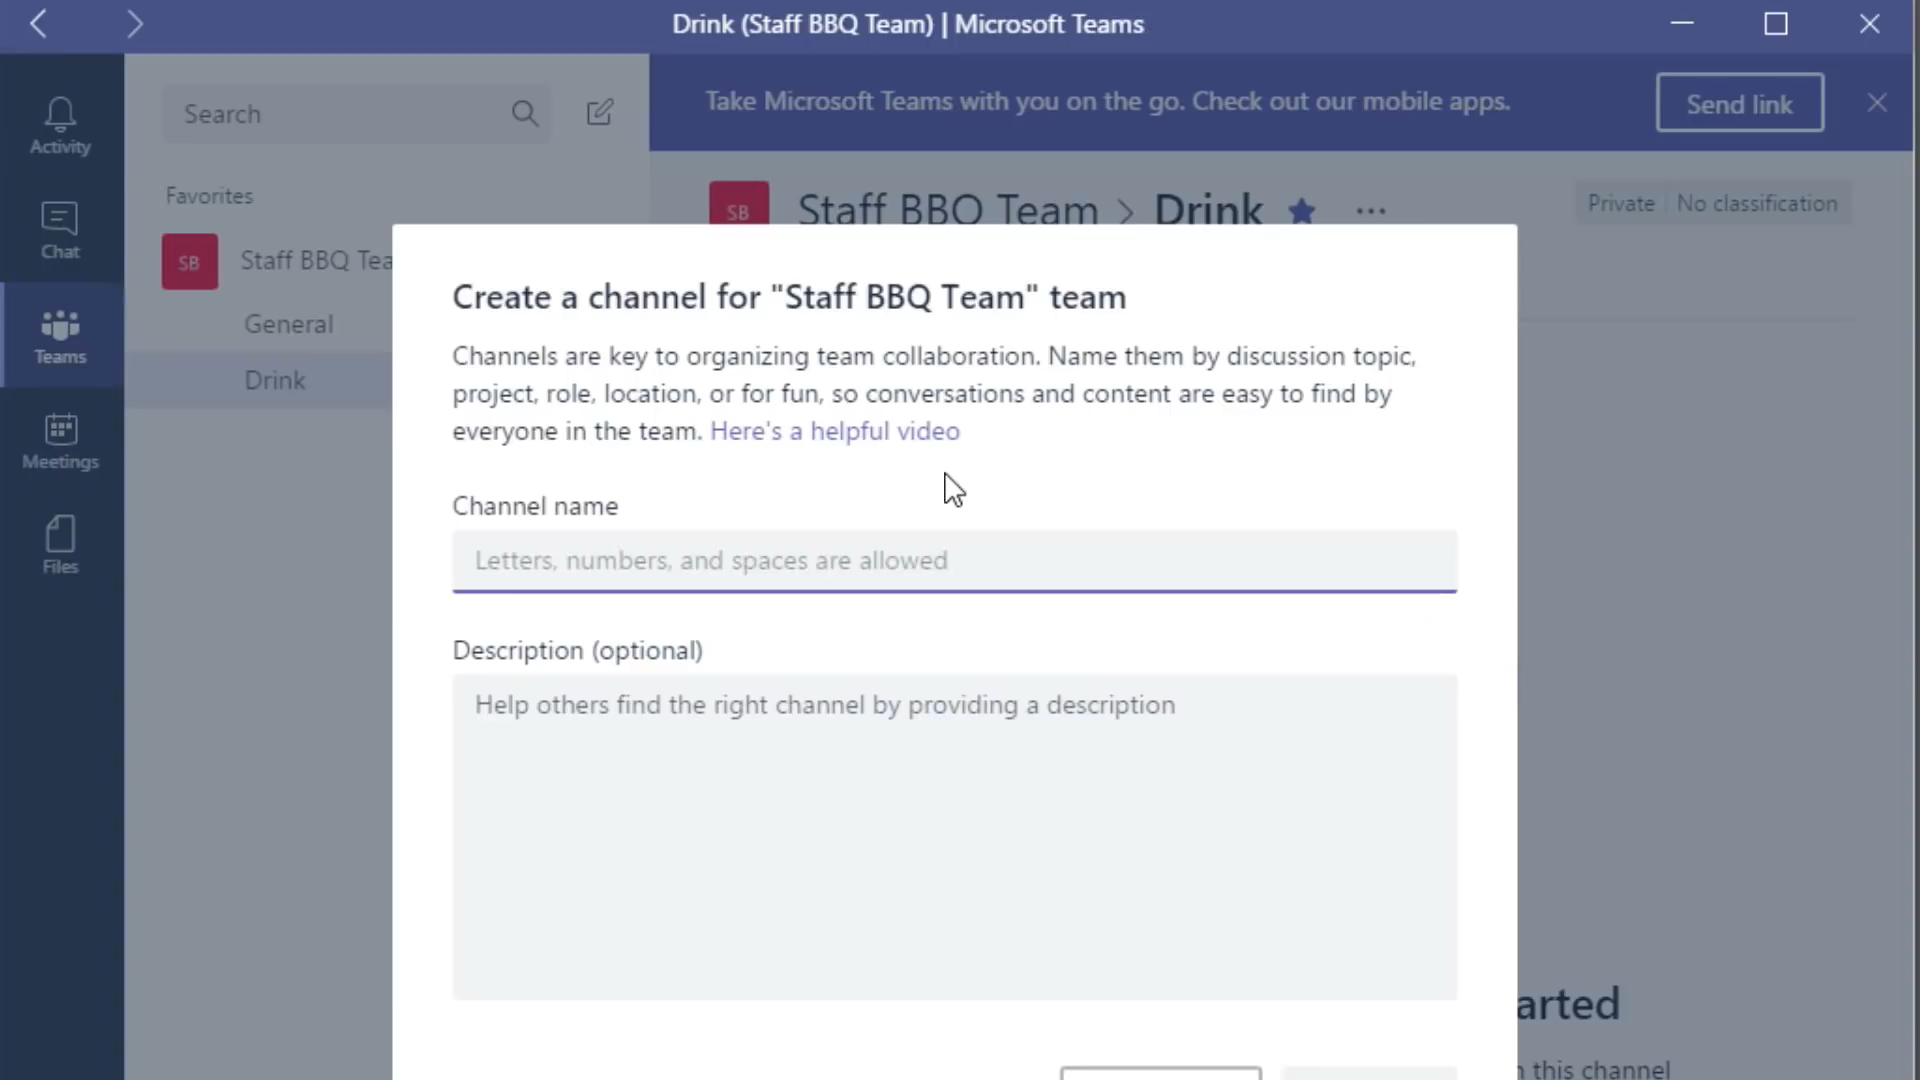 Drink (Staff BBQ Team) | Microsoft Teams
Take Microsoft Teams with you on the go. Check out our mobile apps.
Send link
Search
Activity
Favorites
SB
Staff BBQ Team > Drink
Private
No classification
Chat
SB
Staff BBQ Tea
General
Teams
Drink
Meetings
Files
Create a channel for "Staff BBQ Team" team
Channels are key to organizing team collaboration. Name them by discussion topic,
project, role, location, or for fun, so conversations and content are easy to find by
everyone in the team. Here's a helpful video
Channel name
Letters, numbers, and spaces are allowed
Description (optional)
Help others find the right channel by providing a description
arted
this channel